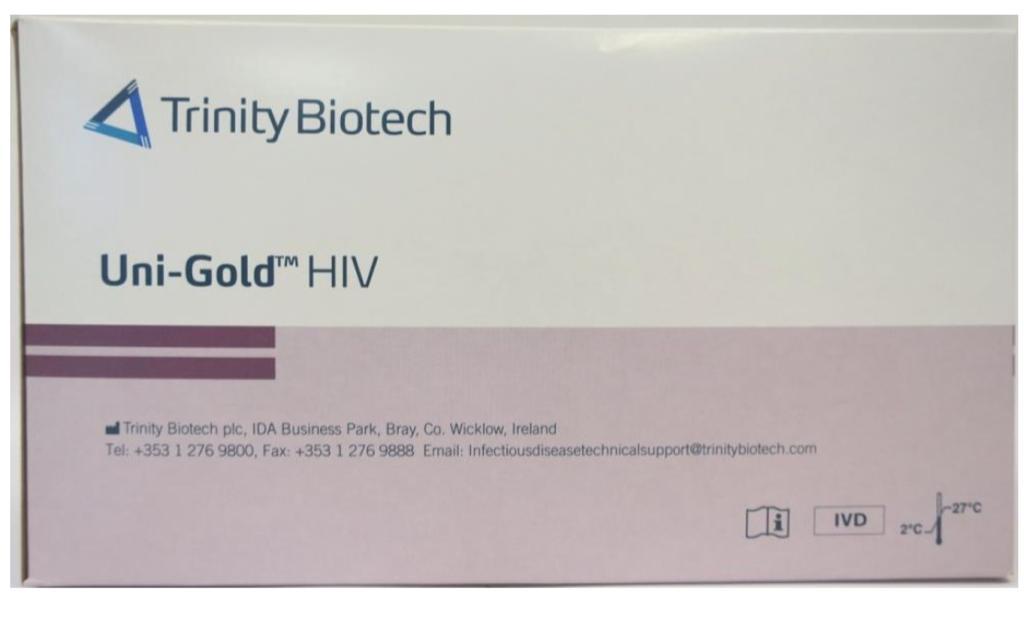 Trinity Biotech
Uni-Gold™ HIV
Trinity Biotech plc, IDA Business Park, Bray, Co. Wicklow, Ireland
Tel: +353 1 276 9800, Fax: +353 1 276 9888 Email: Infectiousdiseasetechnicalsupport@trinitybiotech.com
i
IVD
2°C
27°C